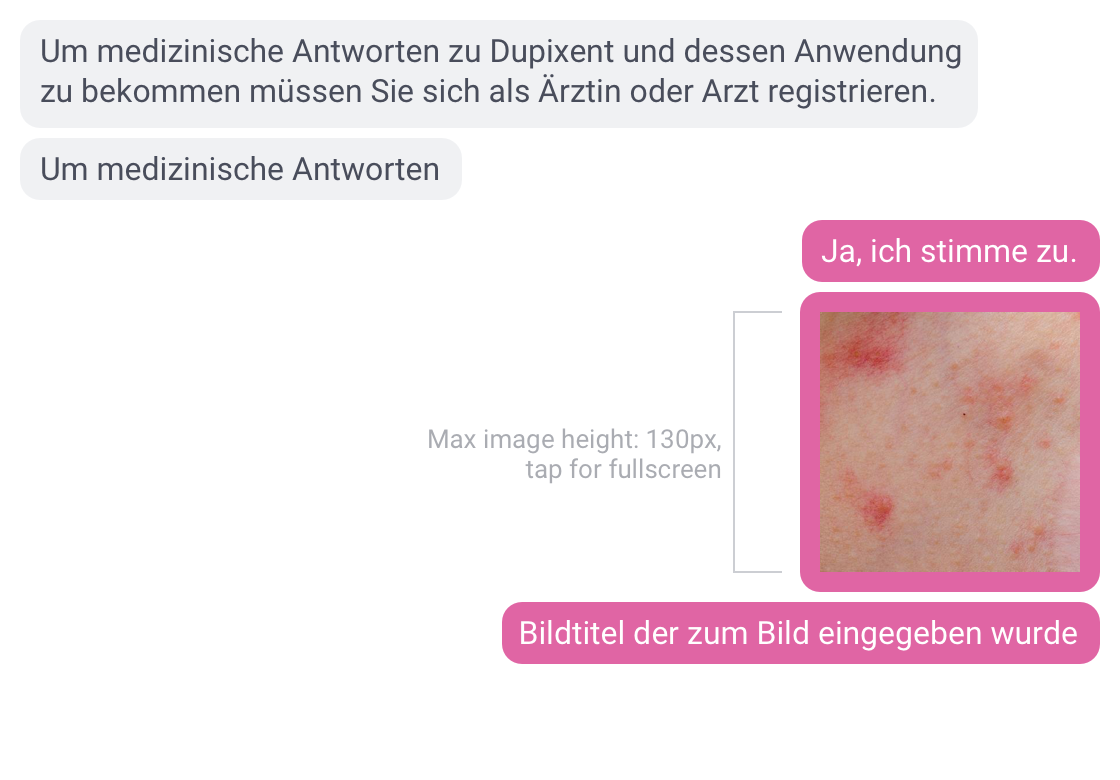 Um medizinische Antworten zu Dupixent und dessen Anwendung
zu bekommen müssen Sie sich als Ärztin oder Arzt registrieren.
Um medizinische Antworten
Ja, ich stimme zu.
Max image height: 130px,
tap for fullscreen
Bildtitel der zum Bild eingegeben wurde